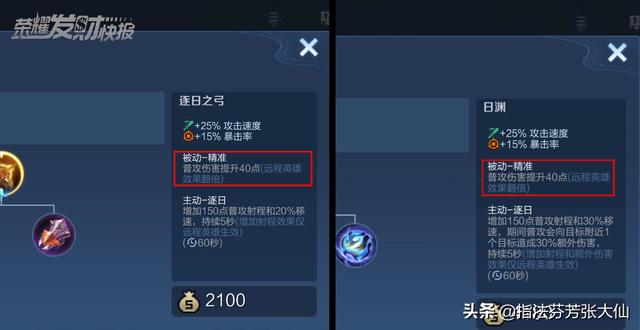 荣耀发财快报
逐日之弓
+25% 攻击速度
+15% 暴击率
被动-精准
普攻伤害提升40点(远程英雄
效果翻倍)
主动-逐日
增加150点普攻射程和20%移
速，持续5秒(增加射程效果仅
远程英雄生效)
(60秒)
2100
日渊
+25% 攻击速度
+15% 暴击率
被动-精准
普攻伤害提升40点(远程英雄
效果翻倍)
主动-逐日
增加150点普攻射程和30%移
速，期间普攻会向目标附近1
个目标造成30%额外伤害，
持续5秒(增加射程和额外伤
害效果仅远程英雄生效)
(60秒)
头条 @指法芬芳张大仙